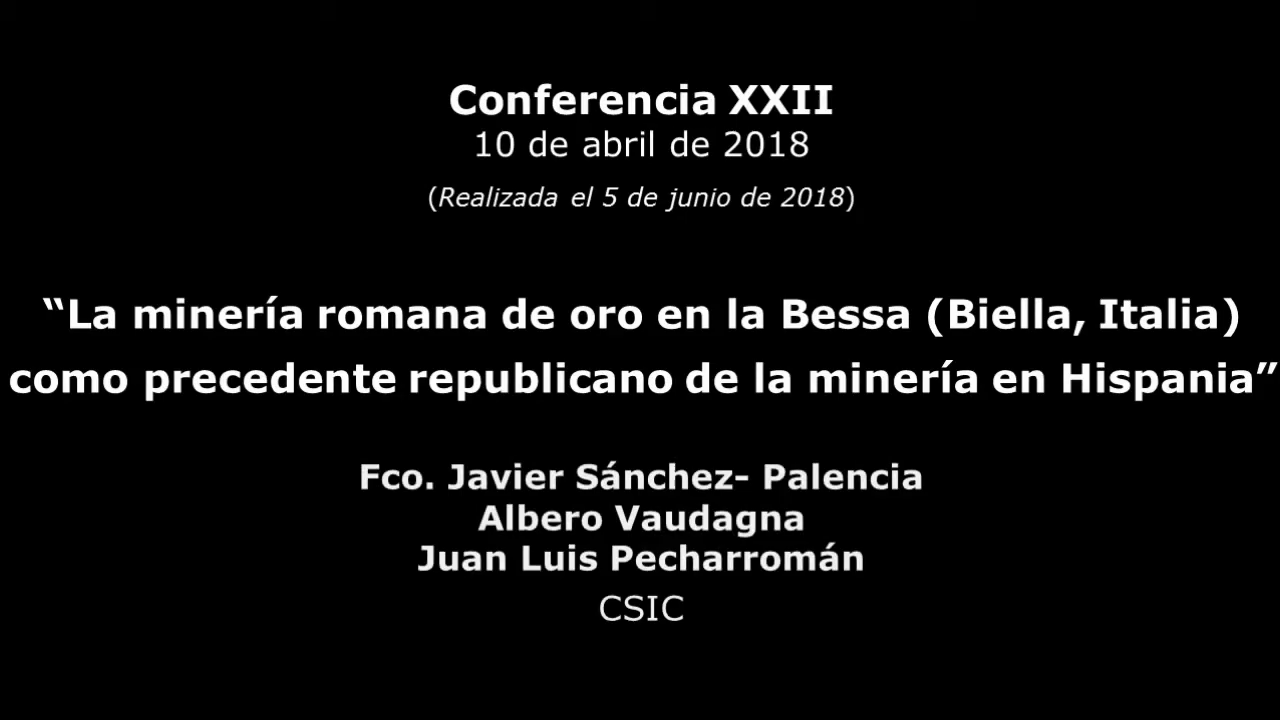 Conferencia XXII
10 de abril de 2018
(Realizada el 5 de junio de 2018)
“La minería romana de oro en la Bessa (Biella, Italia)
como precedente republicano de la minería en Hispania”
Fco. Javier Sánchez- Palencia
Albero Vaudagna
Juan Luis Pecharromán
CSIC